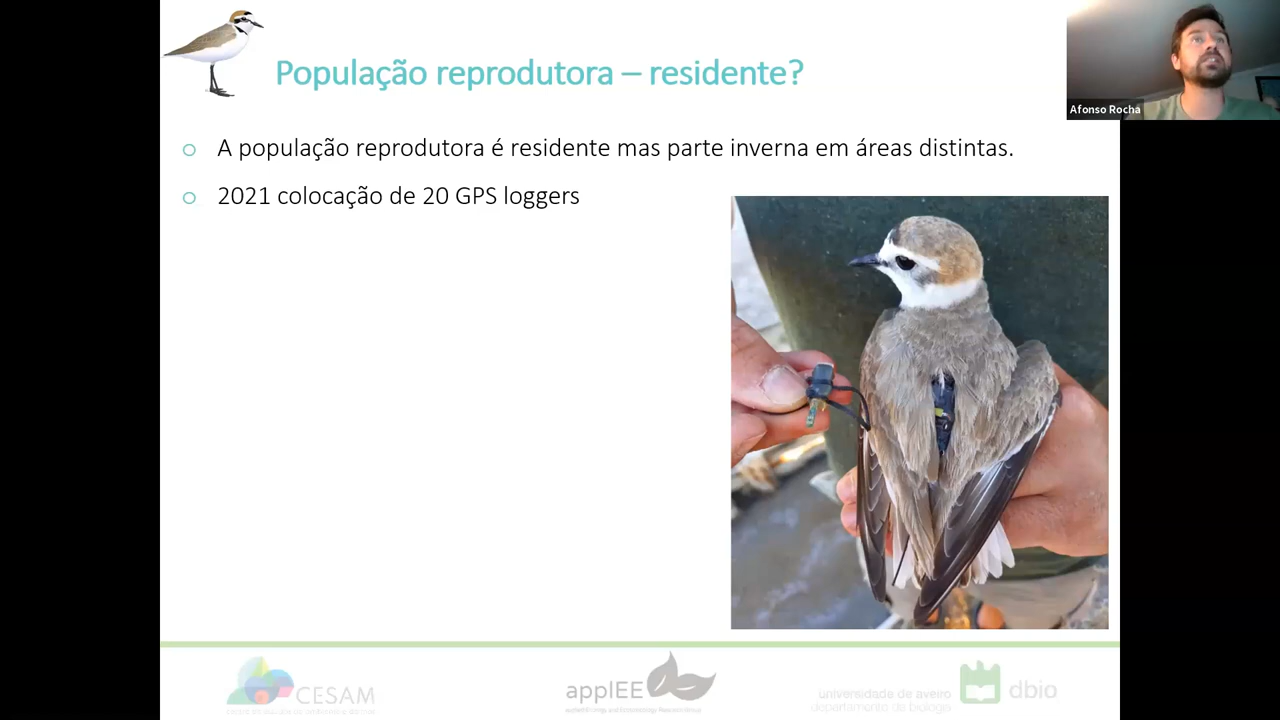 População reprodutora – residente?
Afonso Rocha
A população reprodutora é residente mas parte inverna em áreas distintas.
2021 colocação de 20 GPS loggers
CESAM
applEE
universidade de aveiro
departamento de biologia
dbio